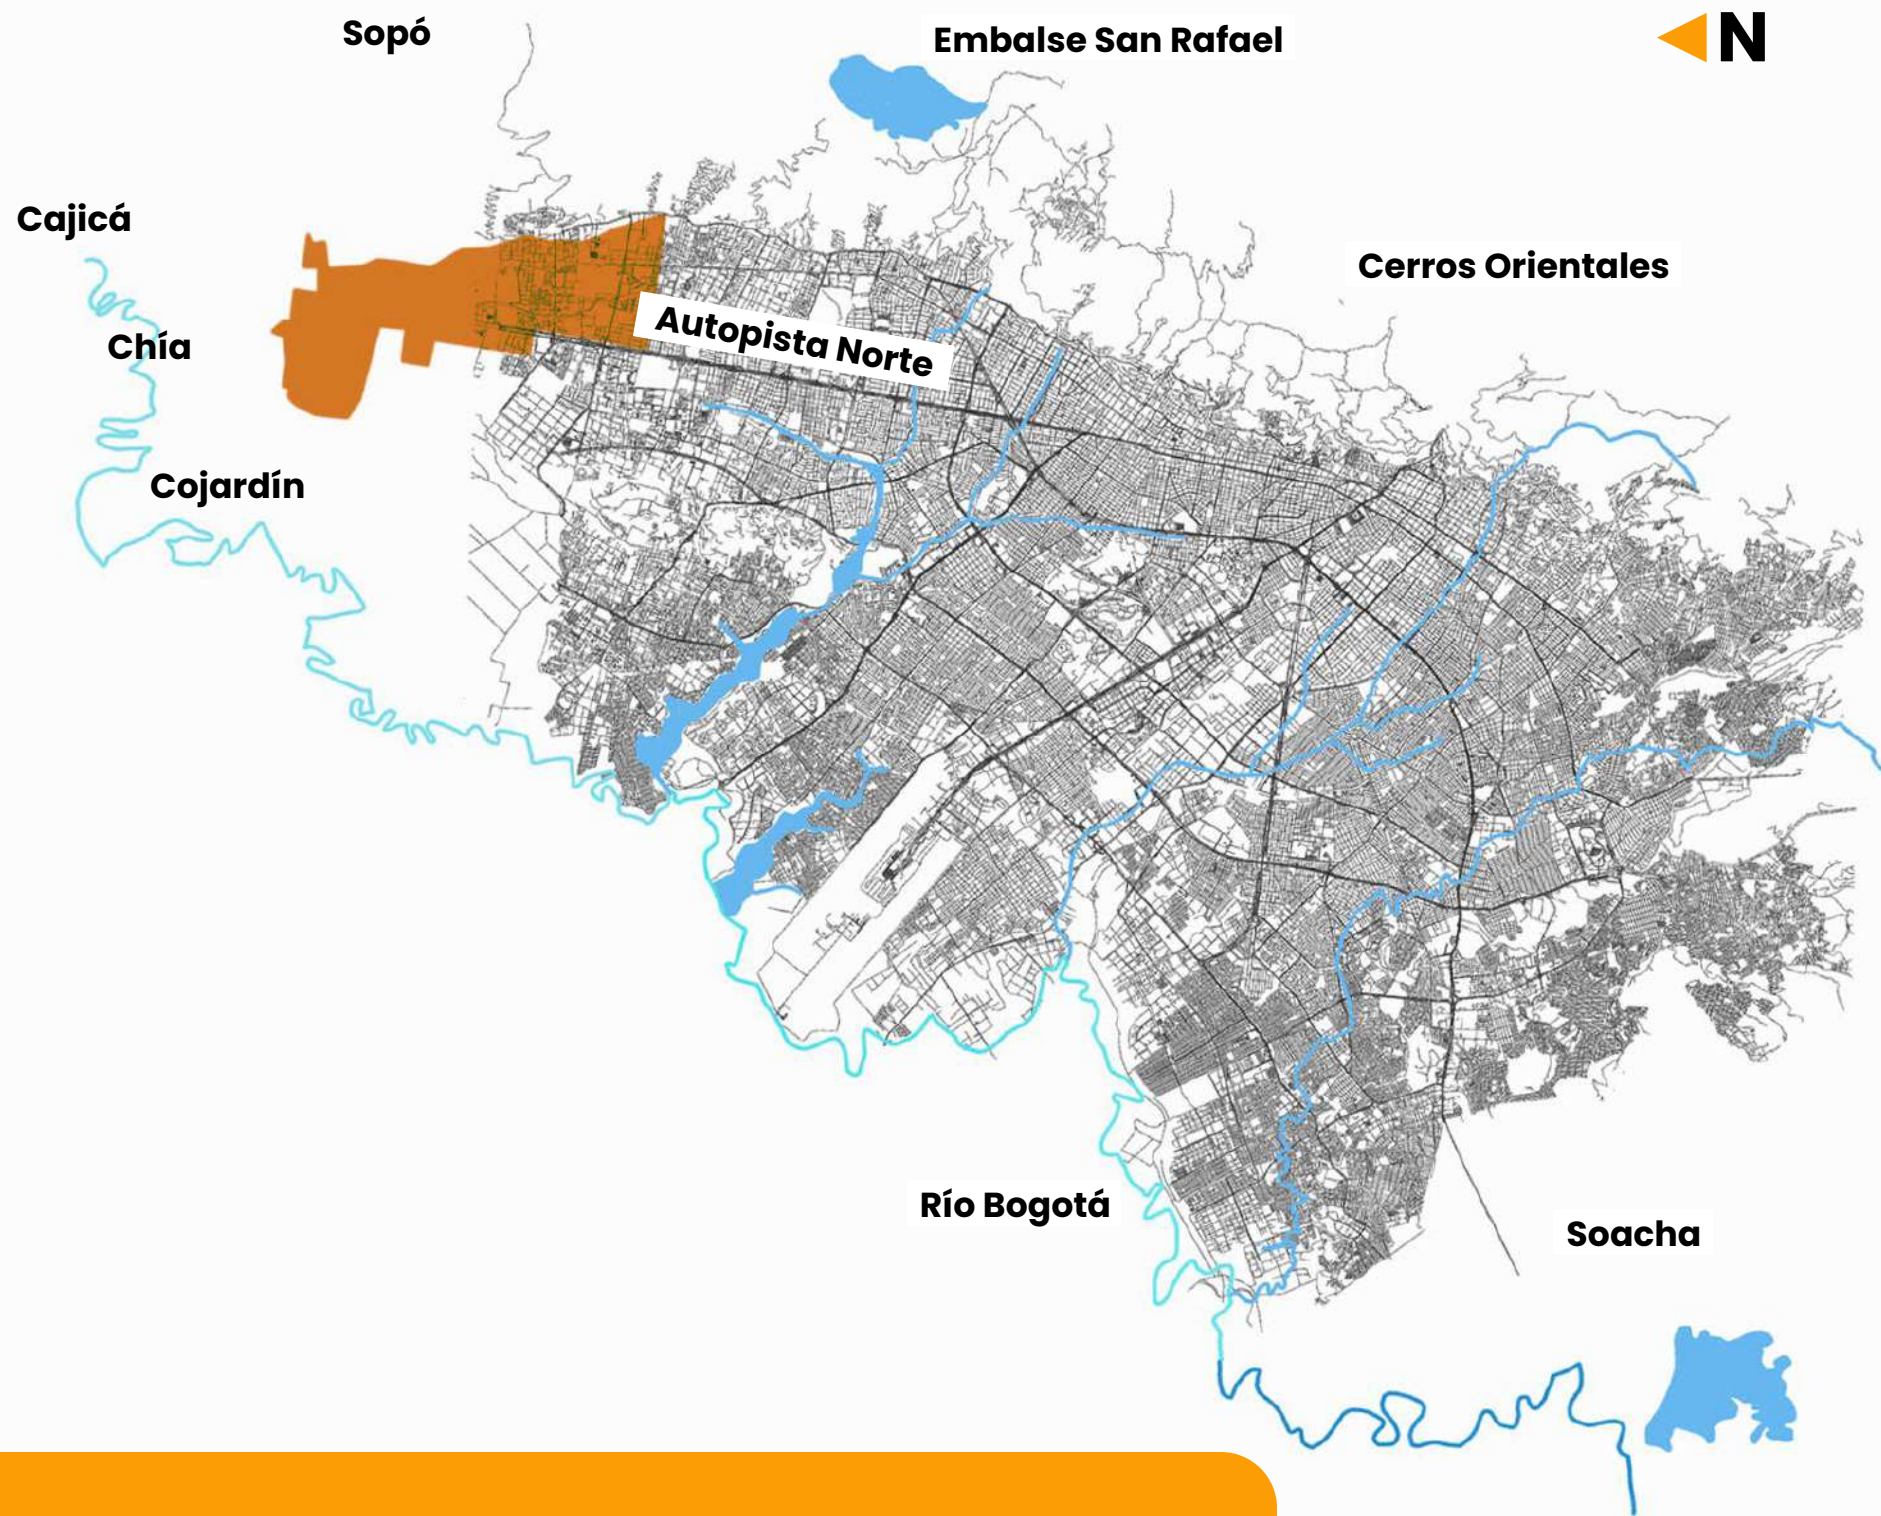 Sopó
Embalse San Rafael
N
Cajicá
Cerros Orientales
Autopista Norte
Chía
Cojardín
Río Bogotá
Soacha